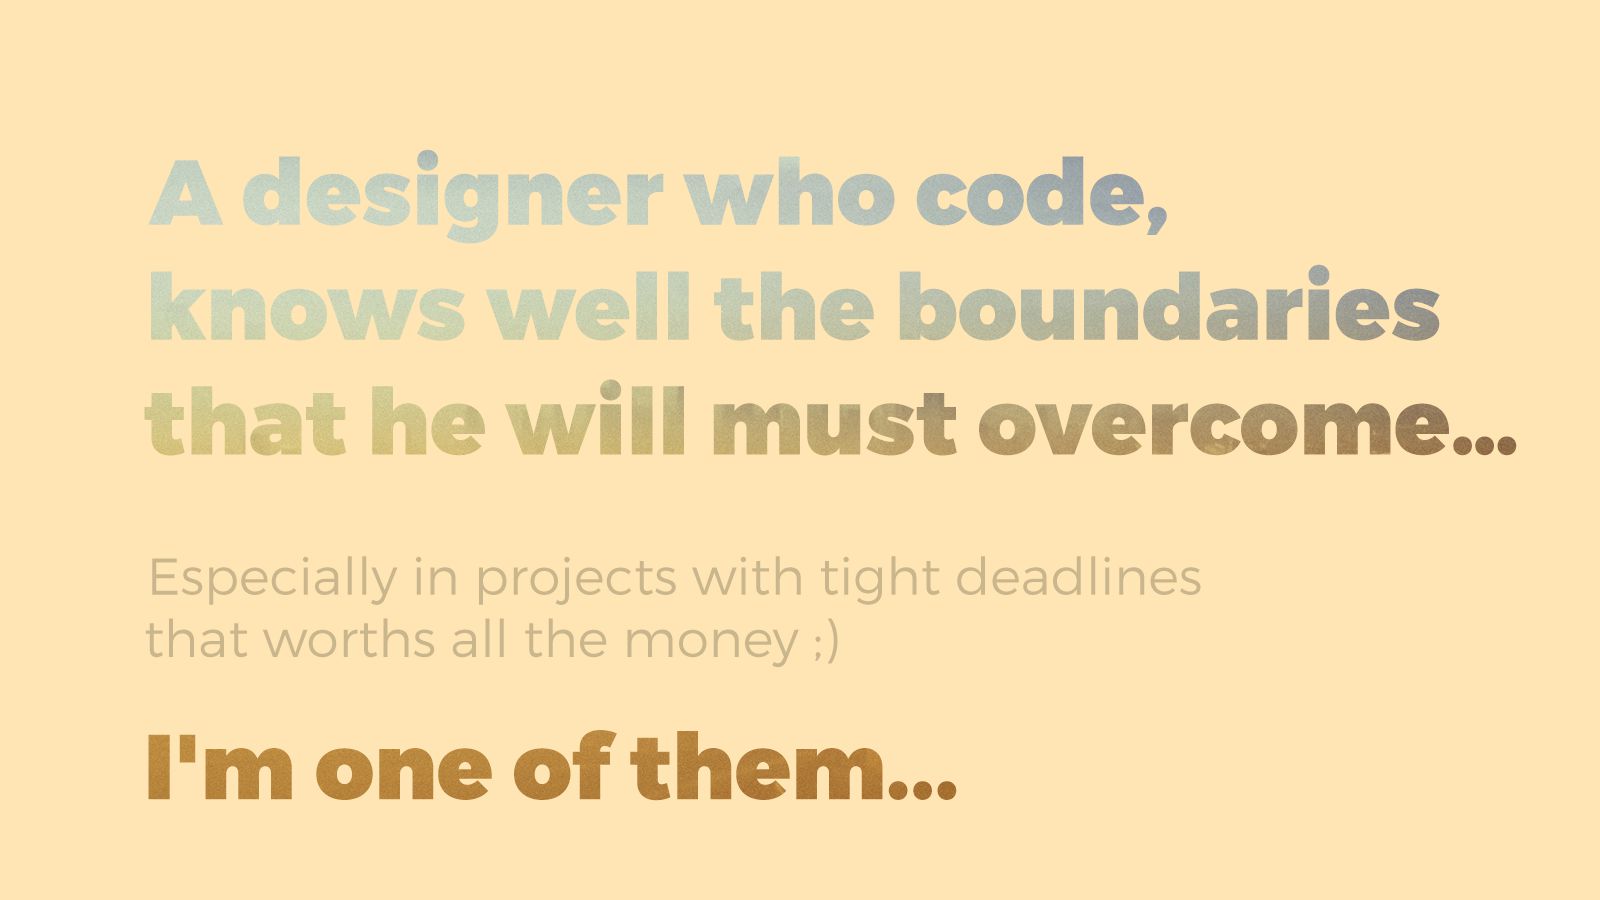 A designer who code,
knows well the boundaries
that he will must overcome...
Especially in projects with tight deadlines
that worths all the money ;)
I'm one of them...